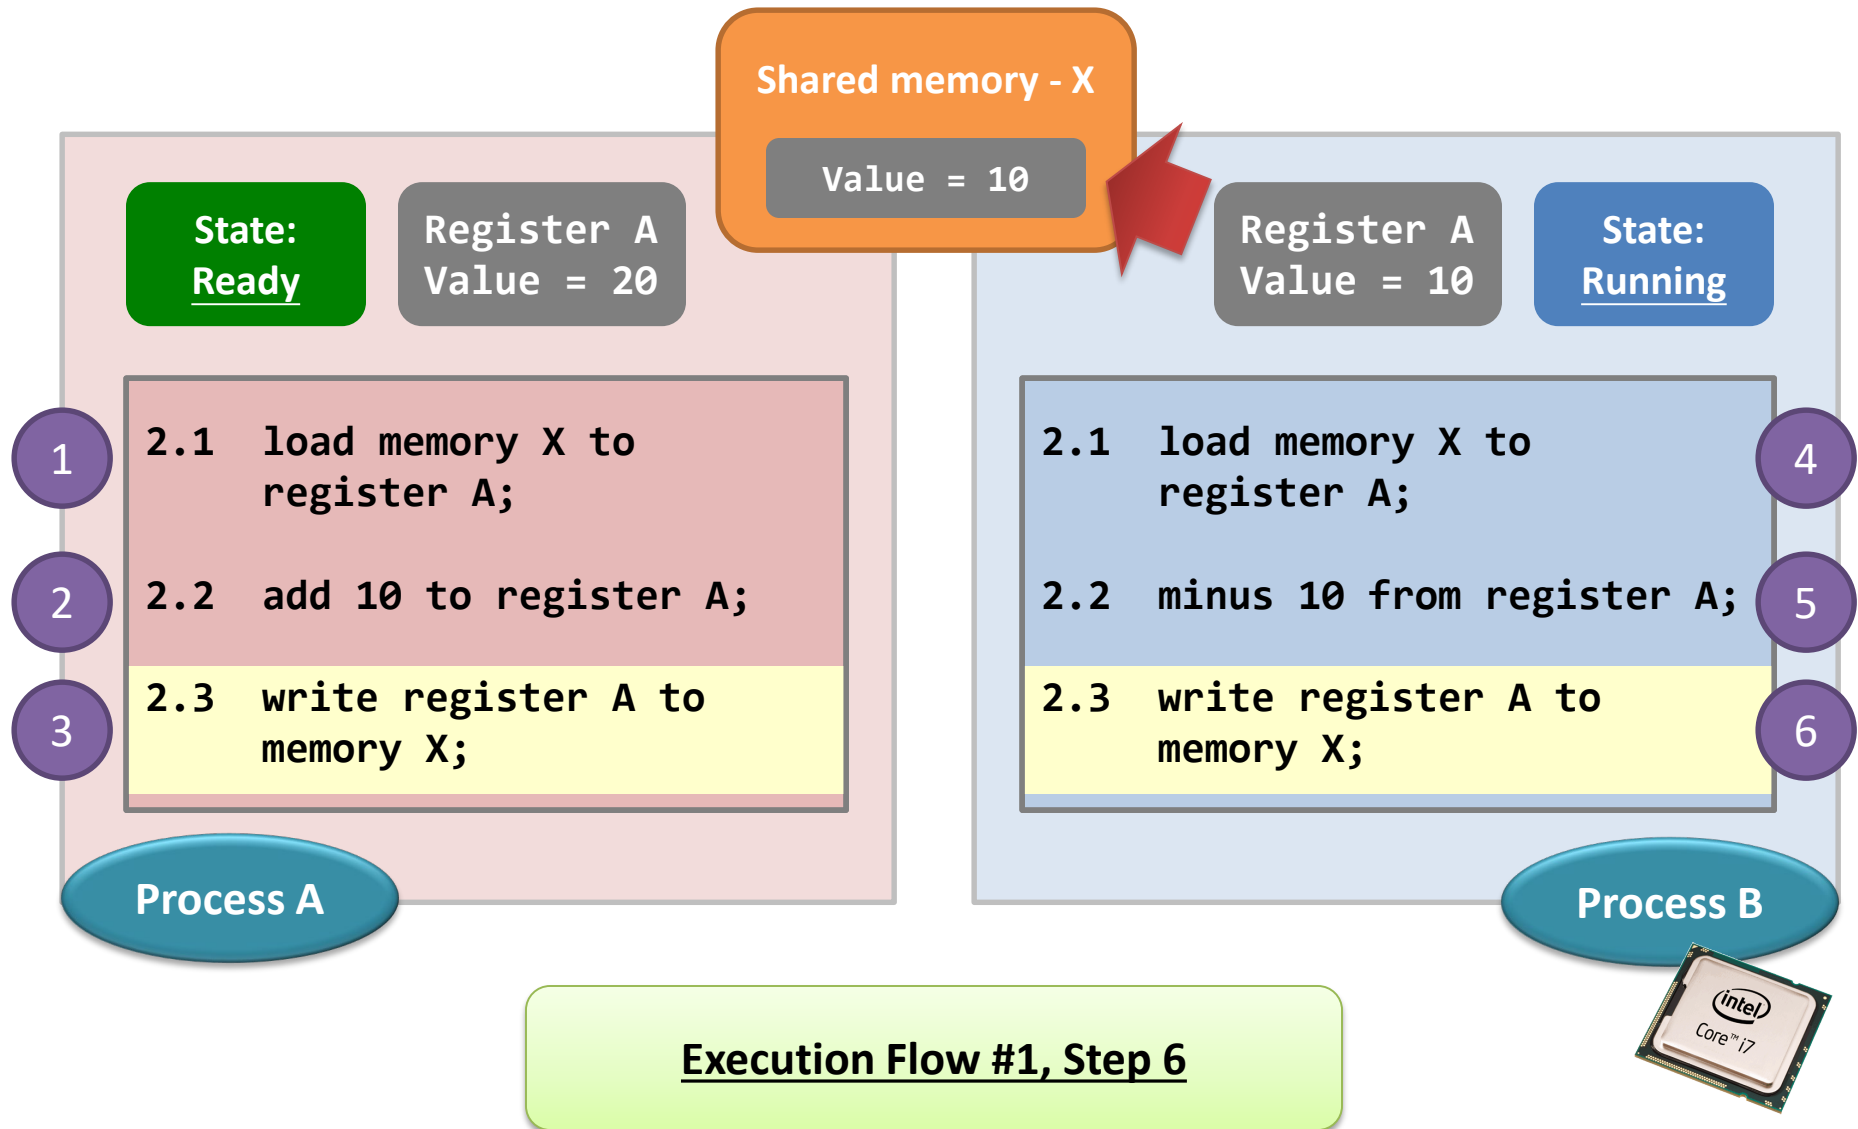 Shared memory - X
Value = 10
State:
Ready
Register A
Value = 20
Register A
Value = 10
State:
Running
1
2.1 load memory X to
register A;
2
2.2 add 10 to register A;
3
2.3 write register A to
memory X;
Process A
2.1 load memory X to
register A;
4
2.2 minus 10 from register A;
5
2.3 write register A to
memory X;
6
Process B
intel
Core™ i7
Execution Flow #1, Step 6